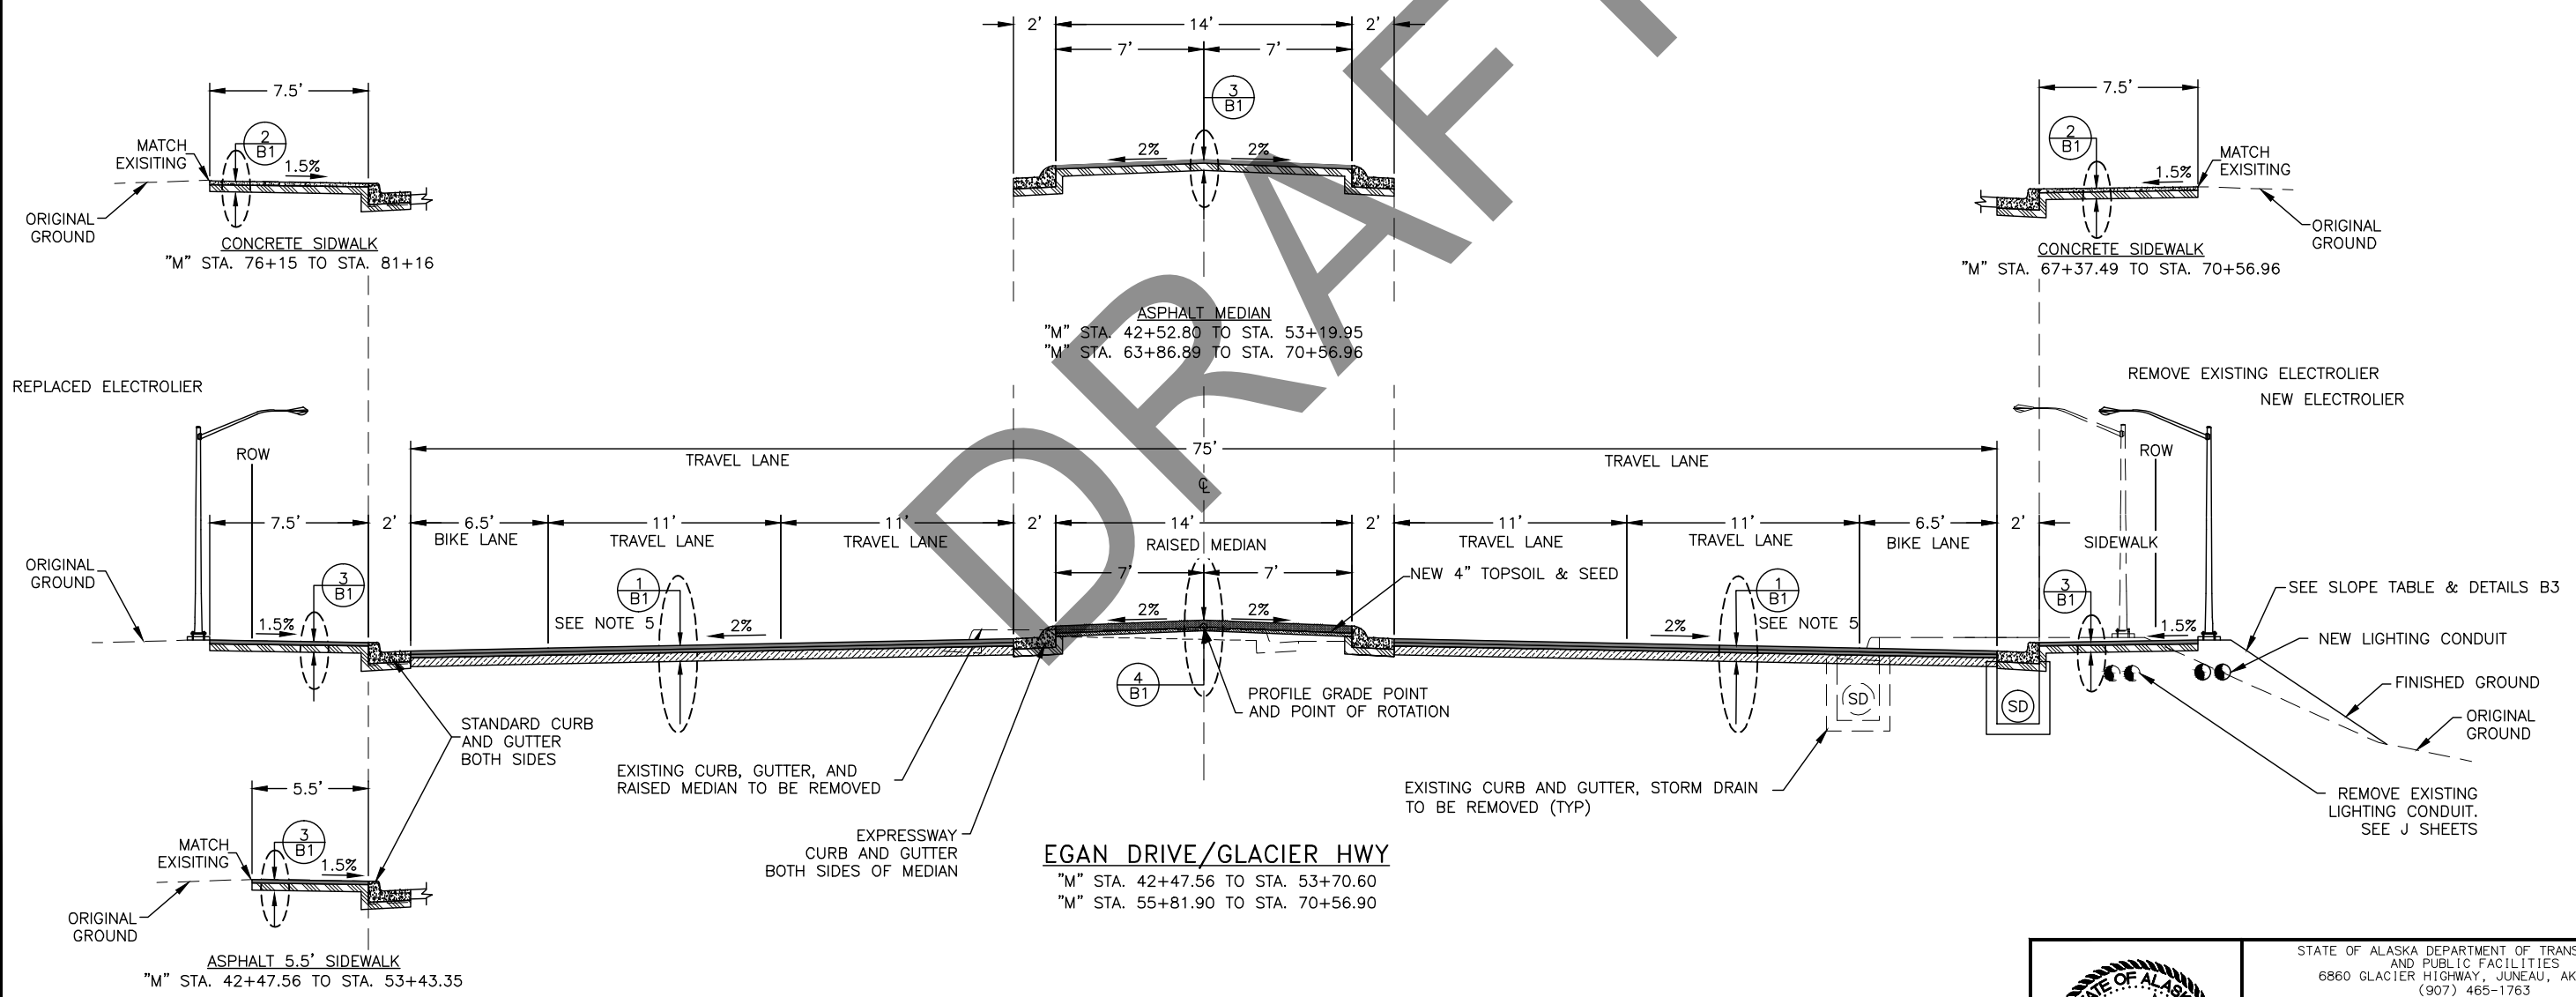 2'
14'
2'
7'
7'
3
B1
2%
2%
ASPHALT MEDIAN
"M" STA. 42+52.80 TO STA. 53+19.95
"M" STA. 63+86.89 TO STA. 70+56.96
7.5'
MATCH
EXISITING
2
B1
1.5%
ORIGINAL
GROUND
CONCRETE SIDWALK
"M" STA. 76+15 TO STA. 81+16
7.5'
2
B1
MATCH
EXISITING
1.5%
ORIGINAL
GROUND
CONCRETE SIDEWALK
"M" STA. 67+37.49 TO STA. 70+56.96
DRAFT
REPLACED ELECTROLIER
REMOVE EXISTING ELECTROLIER
NEW ELECTROLIER
ROW
75'
TRAVEL LANE
TRAVEL LANE
ROW
℄
7.5'
2'
6.5'
11'
11'
2'
14'
2'
11'
11'
6.5'
2'
BIKE LANE
TRAVEL LANE
TRAVEL LANE
RAISED MEDIAN
TRAVEL LANE
TRAVEL LANE
BIKE LANE
SIDEWALK
ORIGINAL
GROUND
3
B1
1.5%
1
B1
SEE NOTE 5
2%
7'
7'
NEW 4" TOPSOIL & SEED
2%
2%
1
B1
SEE NOTE 5
2%
3
B1
1.5%
SEE SLOPE TABLE & DETAILS B3
NEW LIGHTING CONDUIT
FINISHED GROUND
ORIGINAL
GROUND
4
B1
PROFILE GRADE POINT
AND POINT OF ROTATION
SD
SD
STANDARD CURB
AND GUTTER
BOTH SIDES
EXISTING CURB, GUTTER, AND
RAISED MEDIAN TO BE REMOVED
EXISTING CURB AND GUTTER, STORM DRAIN
TO BE REMOVED (TYP)
REMOVE EXISTING
LIGHTING CONDUIT.
SEE J SHEETS
EXPRESSWAY
CURB AND GUTTER
BOTH SIDES OF MEDIAN
EGAN DRIVE/GLACIER HWY
"M" STA. 42+47.56 TO STA. 53+70.60
"M" STA. 55+81.90 TO STA. 70+56.90
5.5'
MATCH
EXISITING
3
B1
1.5%
ORIGINAL
GROUND
ASPHALT 5.5' SIDEWALK
"M" STA. 42+47.56 TO STA. 53+43.35
STATE OF ALASKA DEPARTMENT OF TRANS
AND PUBLIC FACILITIES
6860 GLACIER HIGHWAY, JUNEAU, AK
(907) 465-1763
OF ALASK